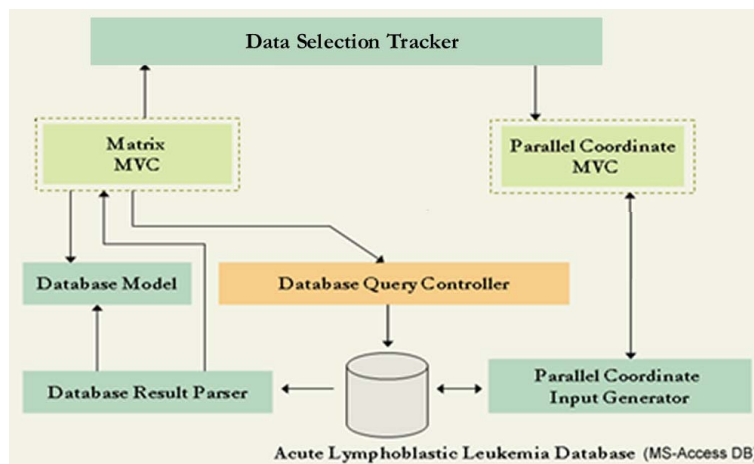 Data Selection Tracker
Matrix
MVC
Parallel Coordinate
MVC
Database Model
Database Query Controller
Database Result Parser
Parallel Coordinate
Input Generator
Acute Lymphoblastic Leukemia Database (MS-Access DB